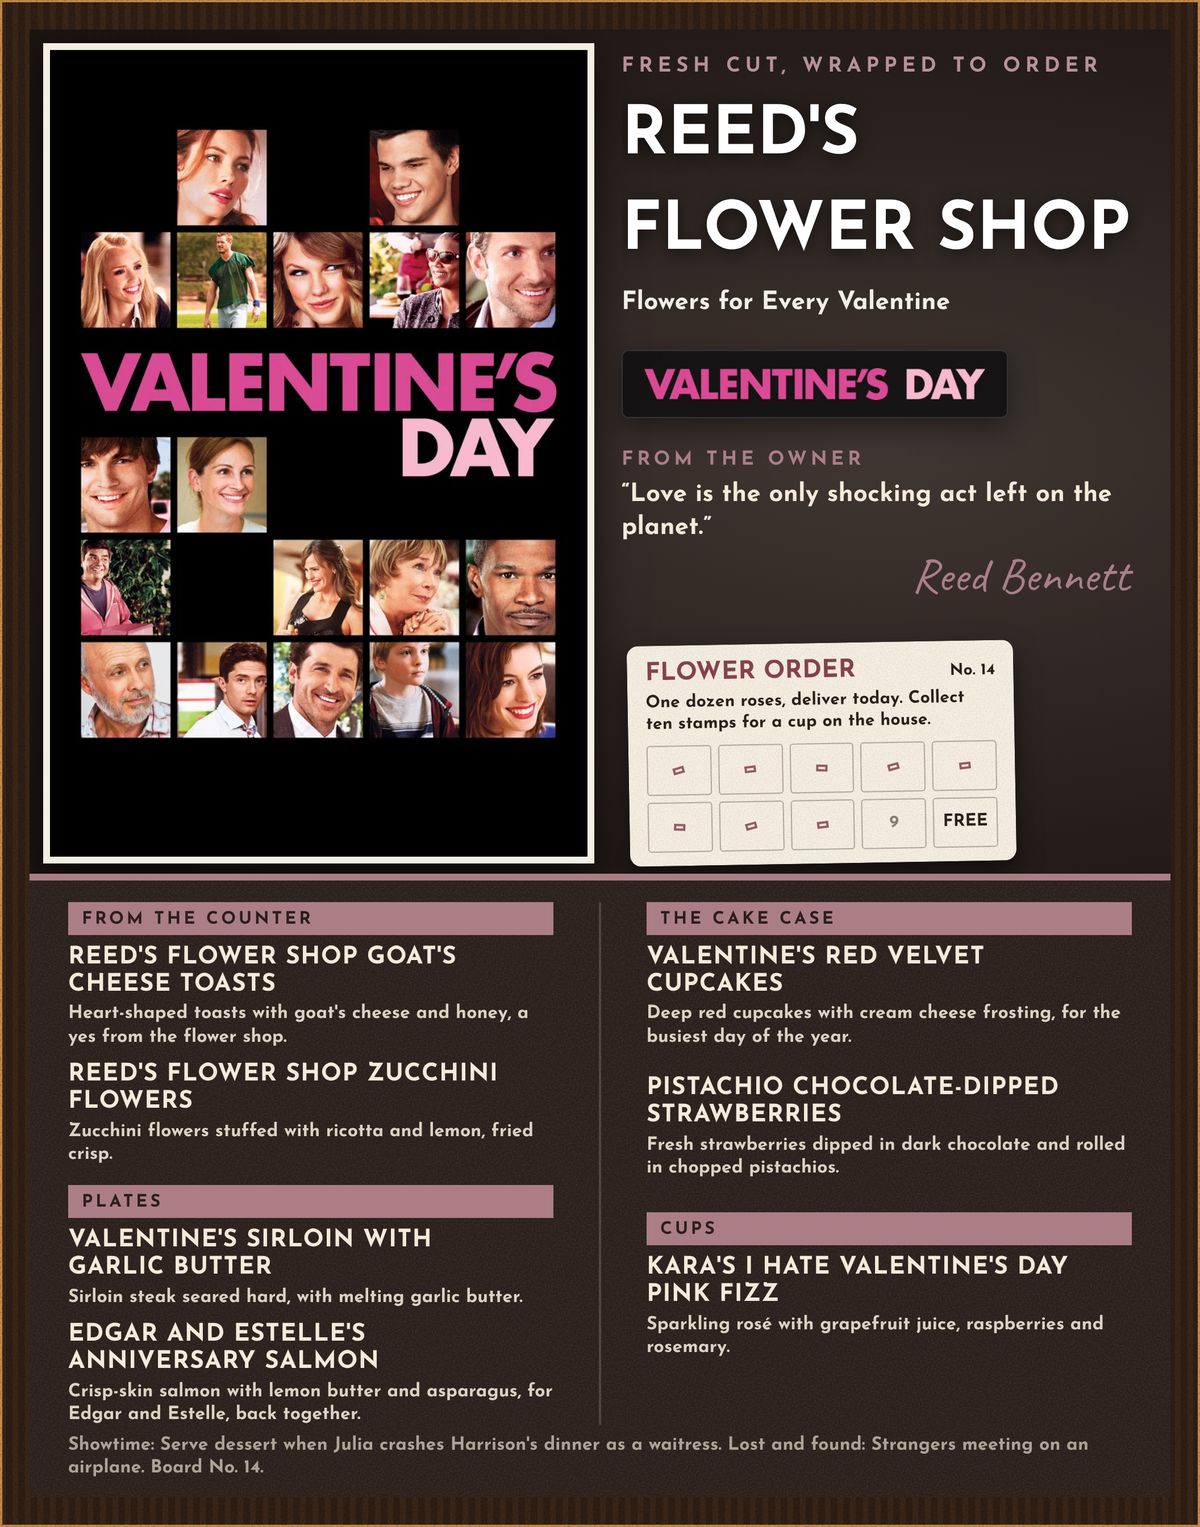 VALENTINE'S
DAY
FRESH CUT, WRAPPED TO ORDER
REED'S
FLOWER SHOP
Flowers for Every Valentine
VALENTINE'S DAY
FROM THE OWNER
“Love is the only shocking act left on the
planet.”
Reed Bennett
FLOWER ORDER No. 14
One dozen roses, deliver today. Collect
ten stamps for a cup on the house.
9 FREE
FROM THE COUNTER
REED'S FLOWER SHOP GOAT'S
CHEESE TOASTS
Heart-shaped toasts with goat's cheese and honey, a
yes from the flower shop.
REED'S FLOWER SHOP ZUCCHINI
FLOWERS
Zucchini flowers stuffed with ricotta and lemon, fried
crisp.
PLATES
VALENTINE'S SIRLOIN WITH
GARLIC BUTTER
Sirloin steak seared hard, with melting garlic butter.
EDGAR AND ESTELLE'S
ANNIVERSARY SALMON
Crisp-skin salmon with lemon butter and asparagus, for
Edgar and Estelle, back together.
THE CAKE CASE
VALENTINE'S RED VELVET
CUPCAKES
Deep red cupcakes with cream cheese frosting, for the
busiest day of the year.
PISTACHIO CHOCOLATE-DIPPED
STRAWBERRIES
Fresh strawberries dipped in dark chocolate and rolled
in chopped pistachios.
CUPS
KARA'S I HATE VALENTINE'S DAY
PINK FIZZ
Sparkling rosé with grapefruit juice, raspberries and
rosemary.
Showtime: Serve dessert when Julia crashes Harrison's dinner as a waitress. Lost and found: Strangers meeting on an
airplane. Board No. 14.